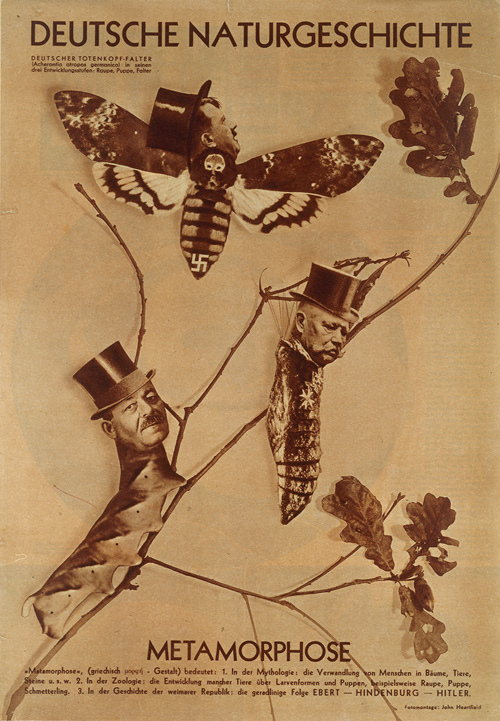 DEUTSCHE NATURGESCHICHTE
DEUTSCHER TOTENKOPF-FALTER
(Acherontia atropos germanica) in seinen
drei Entwicklungsstufen: Raupe, Puppe, Falter
METAMORPHOSE
»Metamorphose«, (griechisch - Gestalt) bedeutet: 1. In der Mythologie: die Verwandlung von Menschen in Bäume, Tiere,
Steine u. s. w. 2. In der Zoologie: die Entwicklung mancher Tiere über Larvenformen und Puppen, beispielsweise Raupe, Puppe,
Schmetterling. 3. In der Geschichte der weimarer Republik: die geradlinige Folge EBERT — HINDENBURG — HITLER.
Fotomontage: John Heartfield